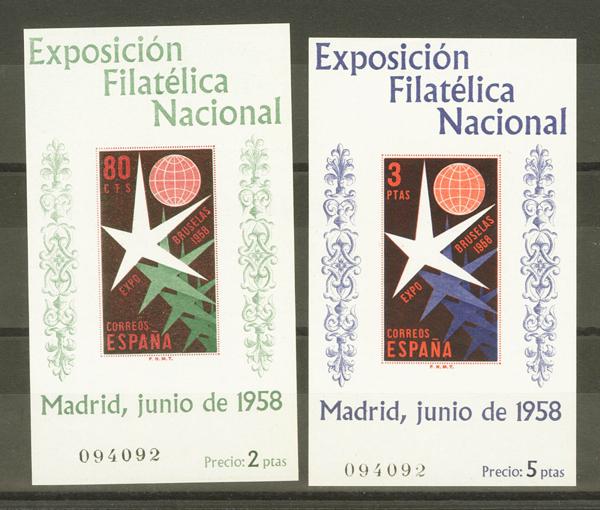 Exposición
Filatélica
Nacional
80
CTS
EXPO
BRUSELAS
1958
CORREOS
ESPAÑA
F.N.M.T.
Madrid, junio de 1958
094092
Precio: 2 ptas
Exposición
Filatélica
Nacional
3
PTAS
EXPO
BRUSELAS
1958
CORREOS
ESPAÑA
F.N.M.T.
Madrid, junio de 1958
094092
Precio: 5 ptas